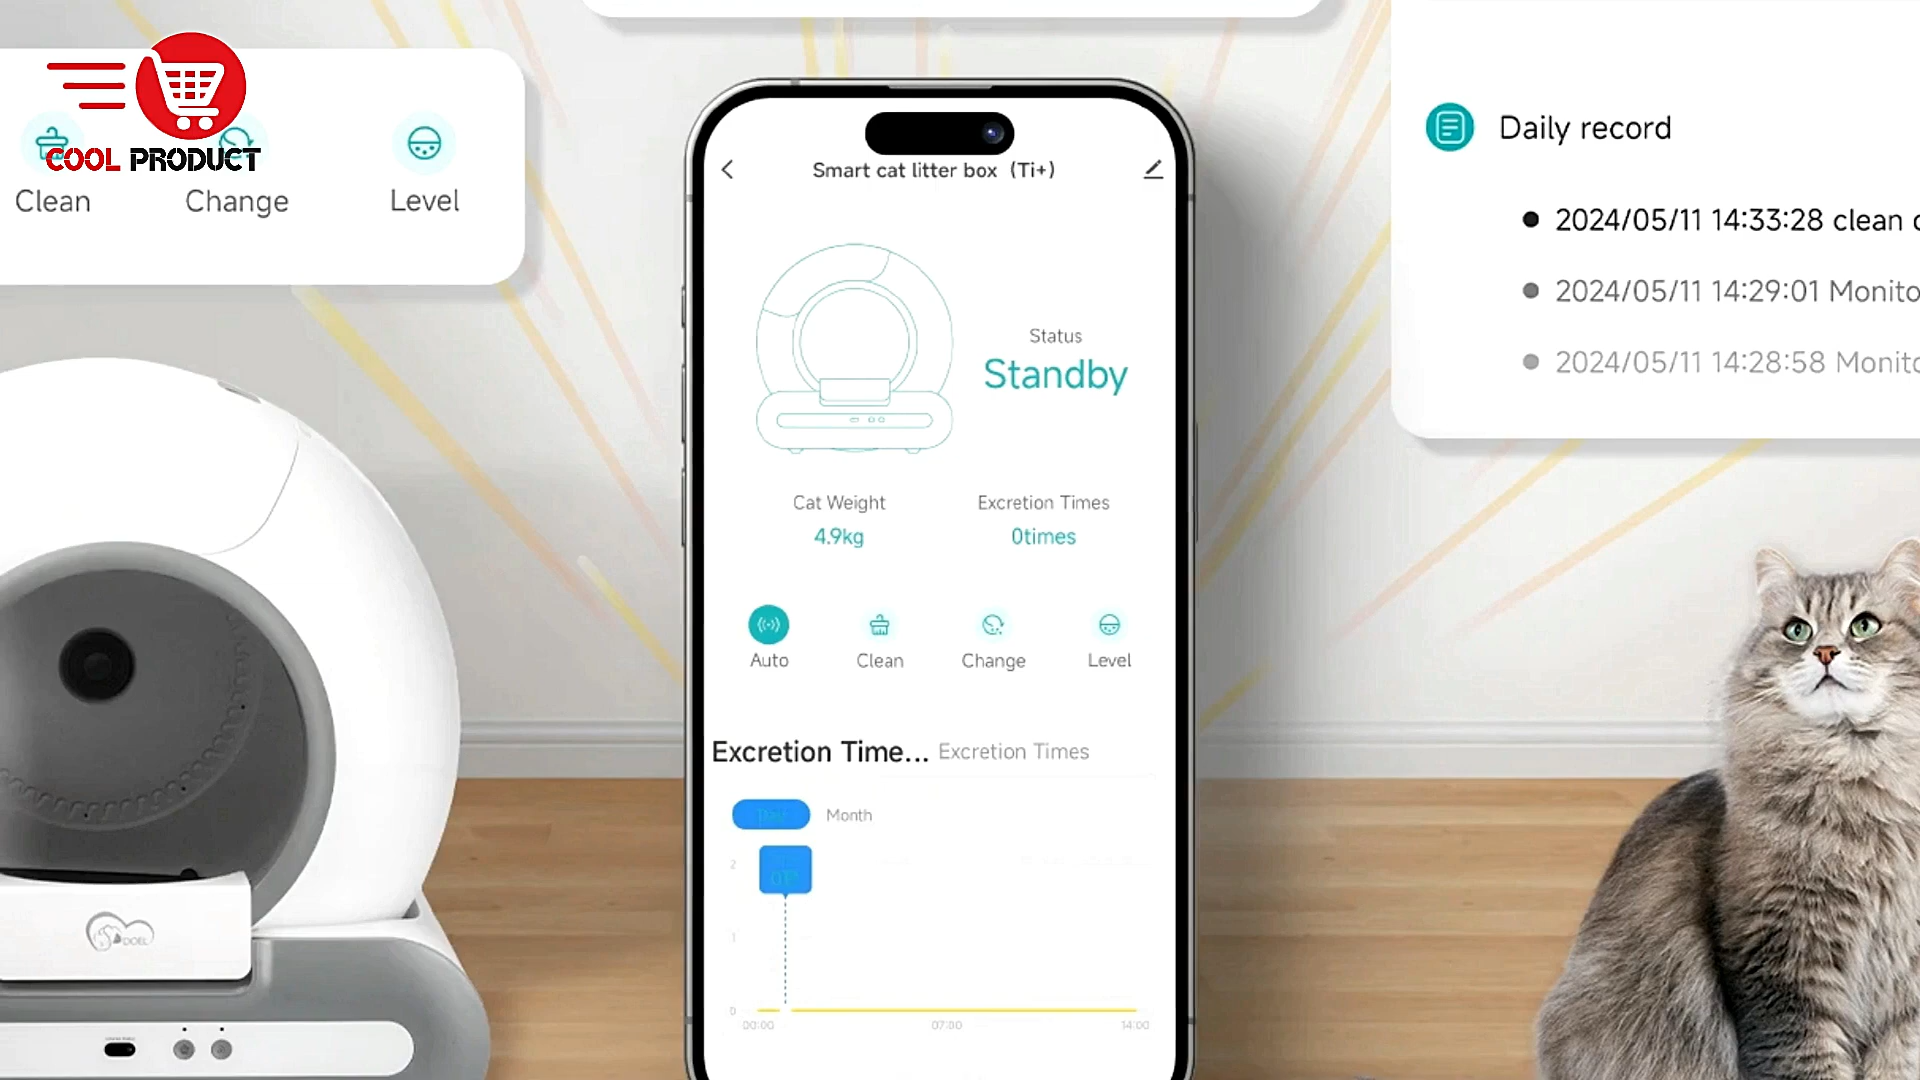 COOL PRODUCT
Clean
Change
Level
Smart cat litter box (Ti+)
Status
Standby
Cat Weight
4.9kg
Excretion Times
0times
Auto
Clean
Change
Level
Excretion Time... Excretion Times
Month
2
1
0
00:00
07:00
14:00
Daily record
2024/05/11 14:33:28 clean
2024/05/11 14:29:01 Monito
2024/05/11 14:28:58 Monito